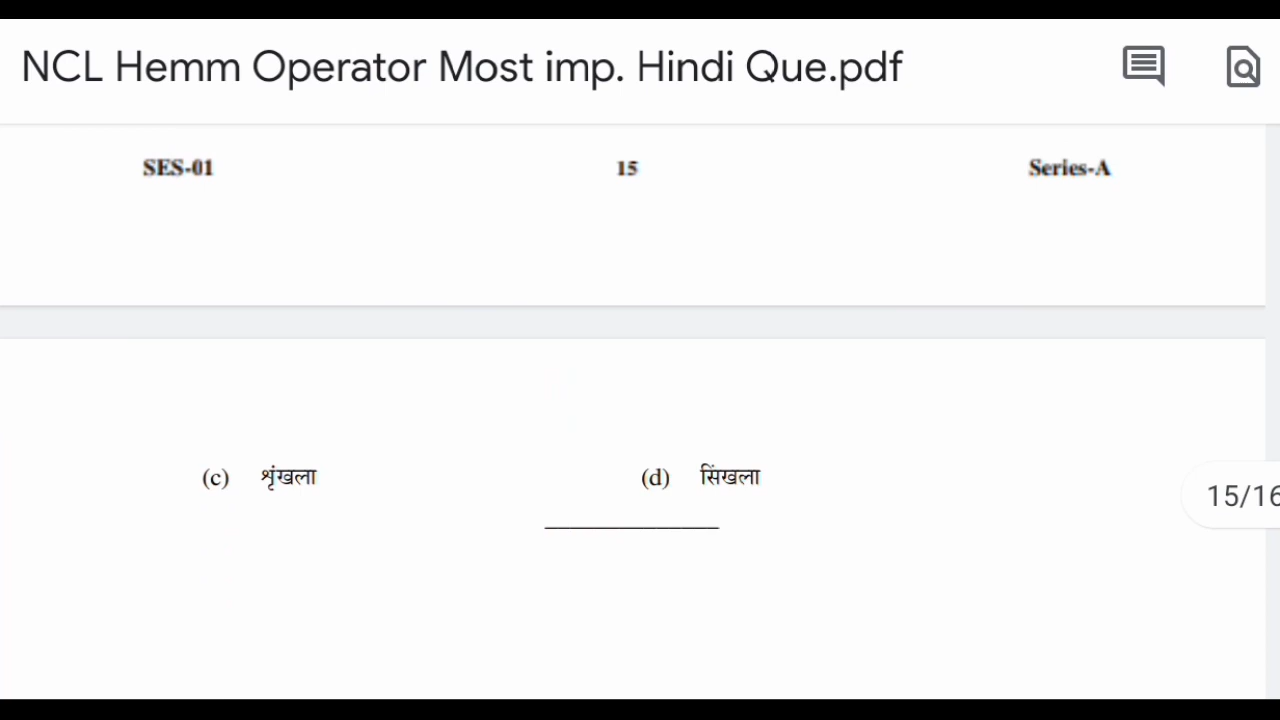 NCL Hemm Operator Most imp. Hindi Que.pdf
SES-01 15 Series-A
(c) शृंखला (d) सिंखला
15/16